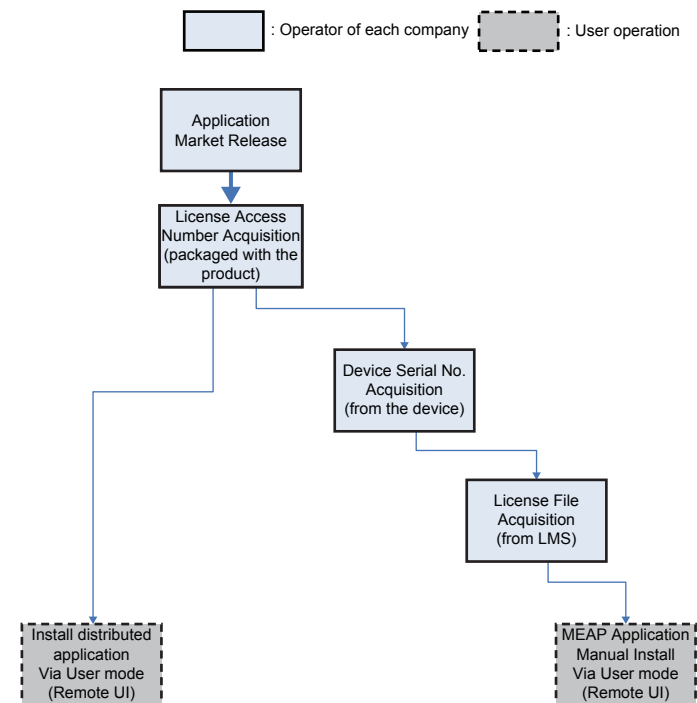 : Operator of each company
: User operation
Application
Market Release
License Access
Number Acquisition
(packaged with the
product)
Device Serial No.
Acquisition
(from the device)
License File
Acquisition
(from LMS)
Install distributed
application
Via User mode
(Remote UI)
MEAP Application
Manual Install
Via User mode
(Remote UI)